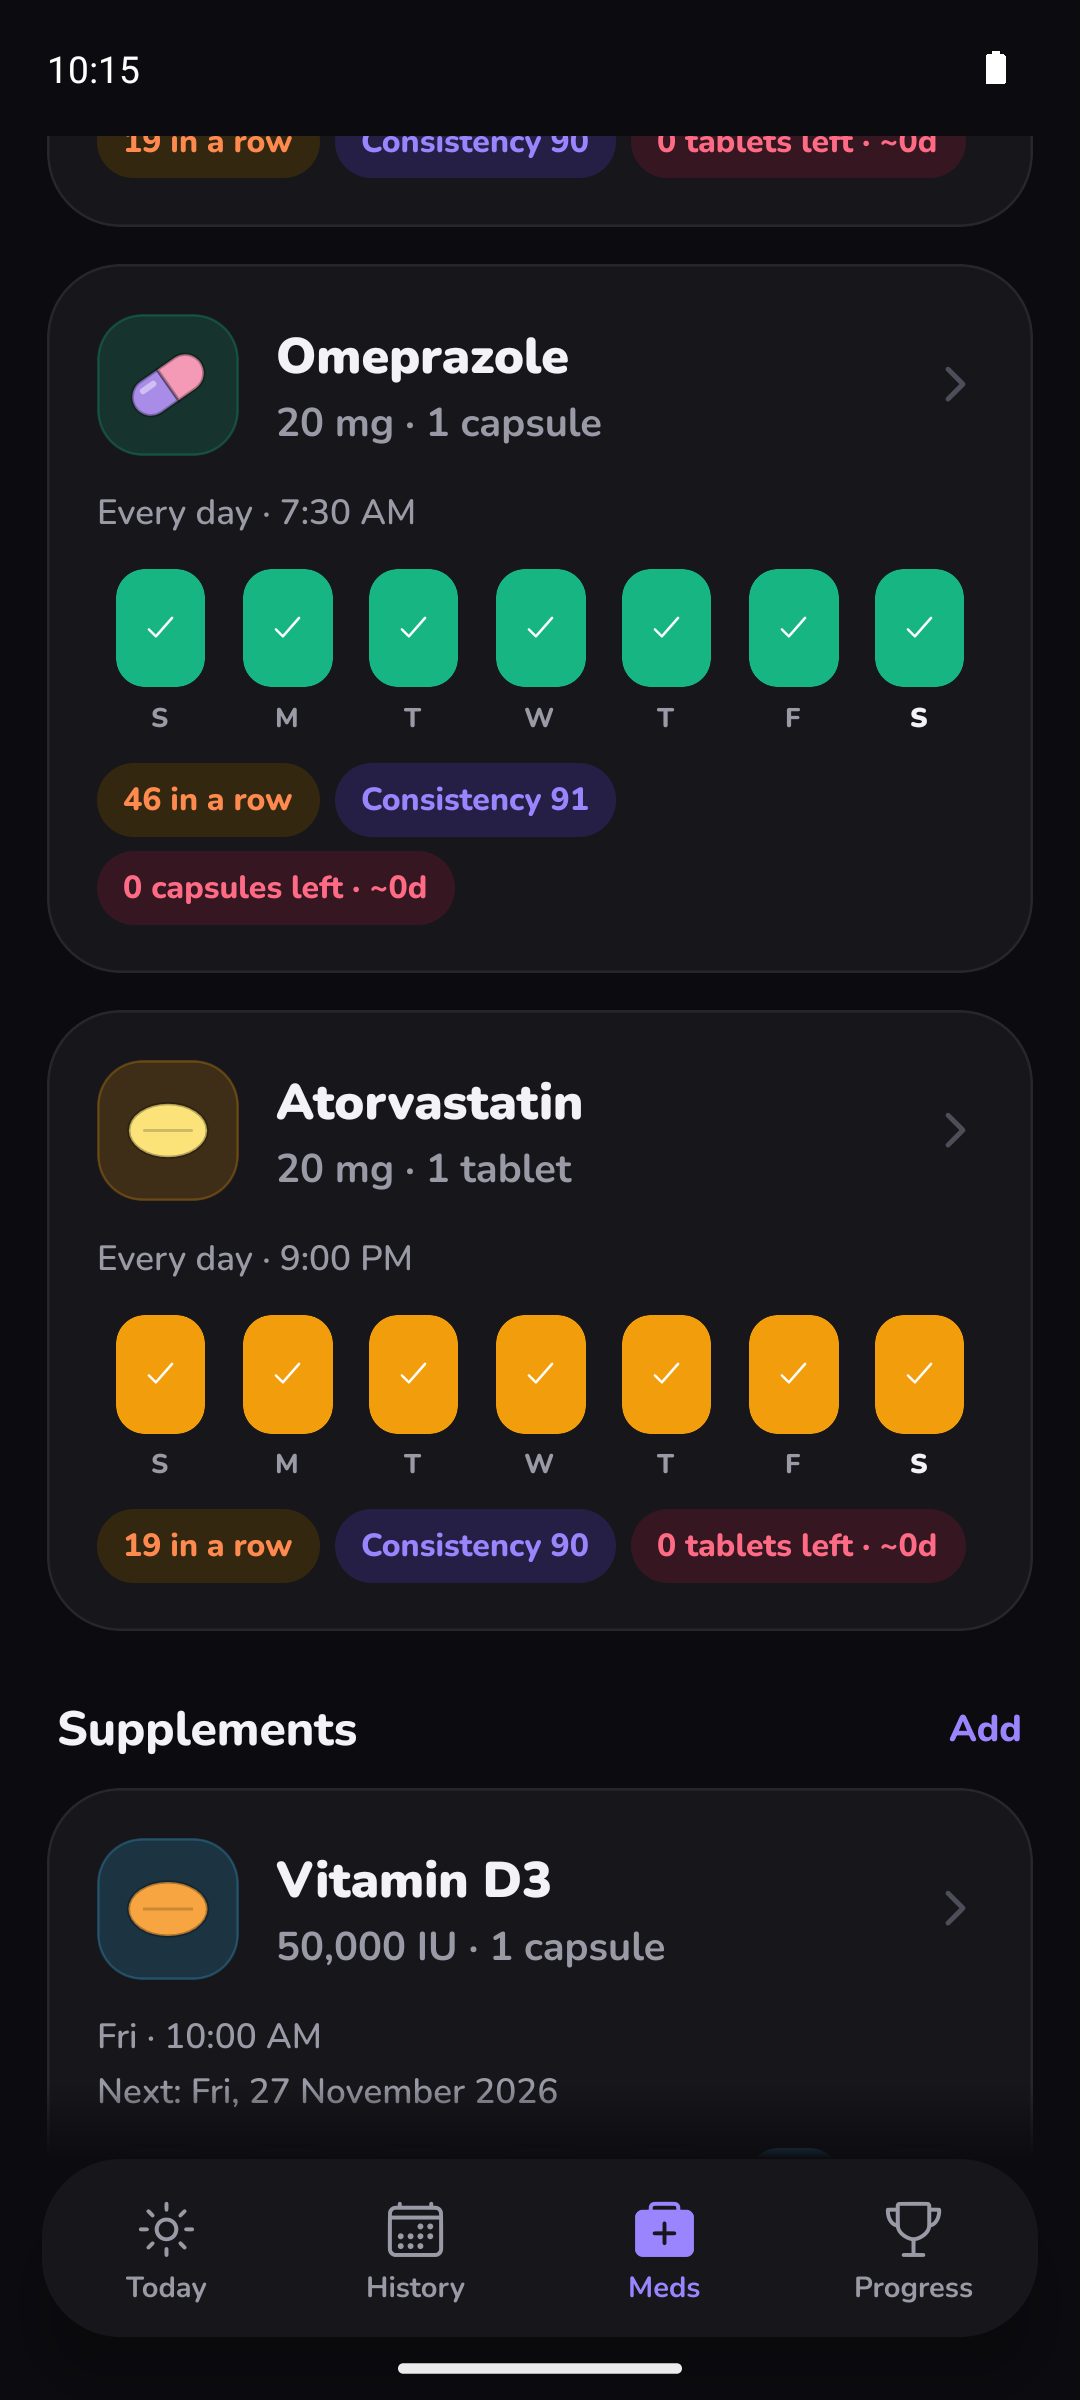 10:15
19 in a row Consistency 90 0 tablets left · ~0d
Omeprazole
20 mg · 1 capsule
Every day · 7:30 AM
S M T W T F S
46 in a row Consistency 91
0 capsules left · ~0d
Atorvastatin
20 mg · 1 tablet
Every day · 9:00 PM
S M T W T F S
19 in a row Consistency 90 0 tablets left · ~0d
Supplements Add
Vitamin D3
50,000 IU · 1 capsule
Fri · 10:00 AM
Next: Fri, 27 November 2026
Today History Meds Progress